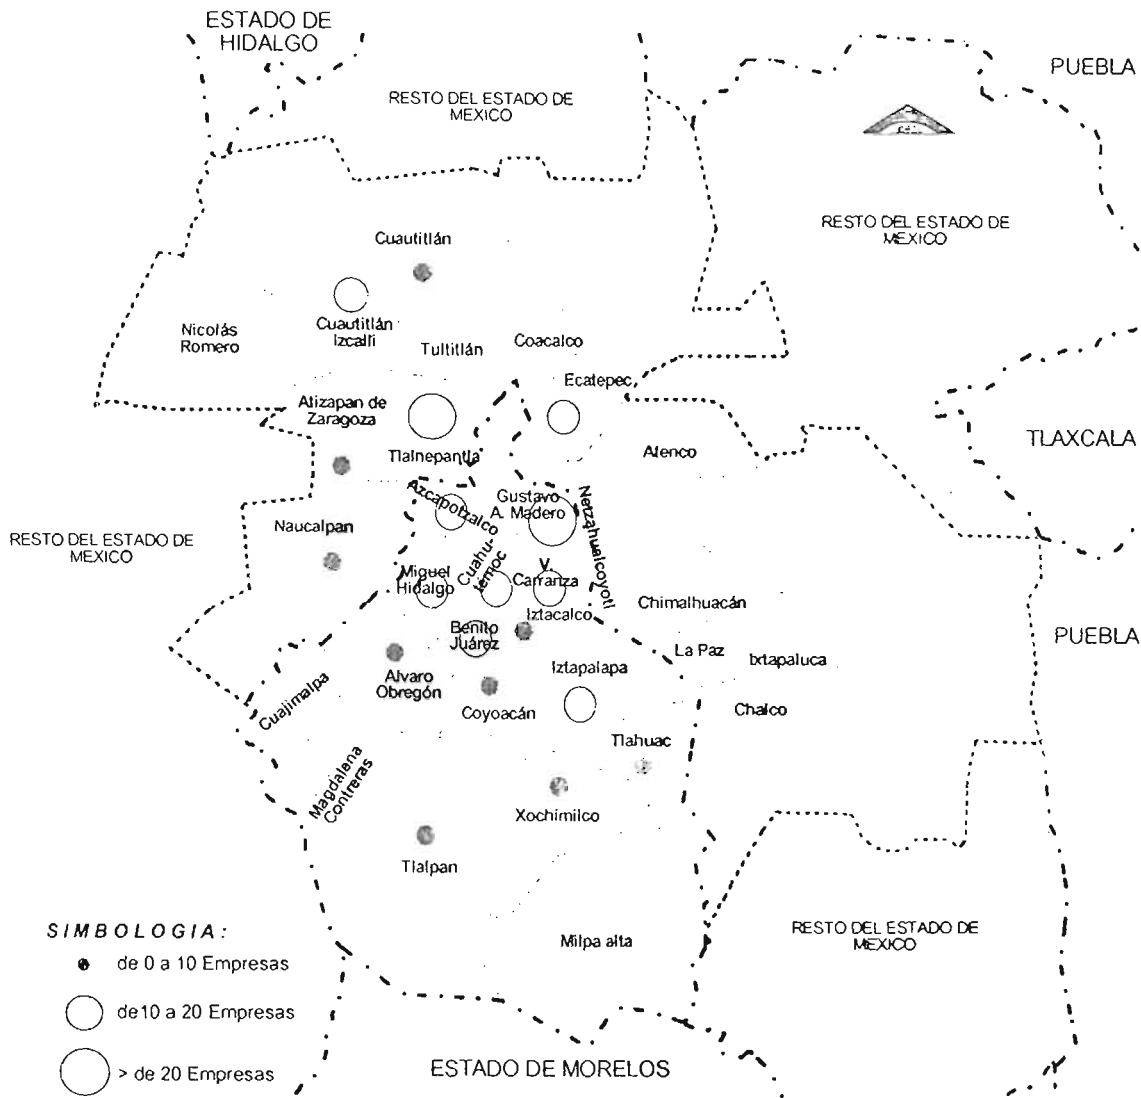 ESTADO DE
HIDALGO
PUEBLA
RESTO DEL ESTADO DE
MEXICO
RESTO DEL ESTADO DE
MEXICO
Cuautitlán
Cuautitlán
Izcalli
Nicolás
Romero
Tultitlán
Coacalco
Ecatepec
Atizapan de
Zaragoza
TLAXCALA
Tlalnepantla
Atenco
Azcapotzalco
Gustavo
A. Madero
Netzahualcoyotl
Naucalpan
RESTO DEL ESTADO DE
MEXICO
Cuahu-
témoc
Miguel
Hidalgo
V.
Carranza
Iztacalco
Chimalhuacán
Benito
Juárez
PUEBLA
La Paz
Ixtapaluca
Iztapalapa
Alvaro
Obregón
Cuajimalpa
Coyoacán
Chalco
Tlahuac
Magdalena
Contreras
Xochimilco
Tlalpan
Milpa alta
RESTO DEL ESTADO DE
MEXICO
SIMBOLOGIA:
de 0 a 10 Empresas
de10 a 20 Empresas
> de 20 Empresas
ESTADO DE MORELOS